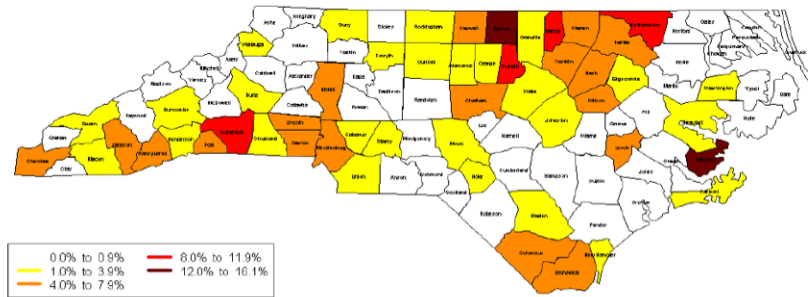 Ashe
Alleghany
Surry
Stokes
Rockingham
Caswell
Person
Granville
Vance
Warren
Northampton
Gates
Hertford
Watauga
Wilkes
Yadkin
Forsyth
Guilford
Alamance
Orange
Durham
Franklin
Halifax
Bertie
Avery
Mitchell
Yancey
Madison
Caldwell
Alexander
Iredell
Davie
Davidson
Nash
Edgecombe
Martin
Washington
Tyrrell
Dare
Buncombe
McDowell
Burke
Catawba
Rowan
Randolph
Chatham
Wake
Wilson
Pitt
Beaufort
Hyde
Haywood
Swain
Graham
Rutherford
Lincoln
Cabarrus
Stanly
Montgomery
Moore
Lee
Harnett
Johnston
Wayne
Greene
Lenoir
Craven
Cherokee
Clay
Macon
Jackson
Transylvania
Henderson
Polk
Cleveland
Gaston
Mecklenburg
Union
Anson
Richmond
Scotland
Hoke
Cumberland
Sampson
Duplin
Jones
Carteret
Robeson
Bladen
Pender
Onslow
Columbus
Brunswick
New Hanover
0.0% to 0.9%
8.0% to 11.9%
1.0% to 3.9%
12.0% to 16.1%
4.0% to 7.9%